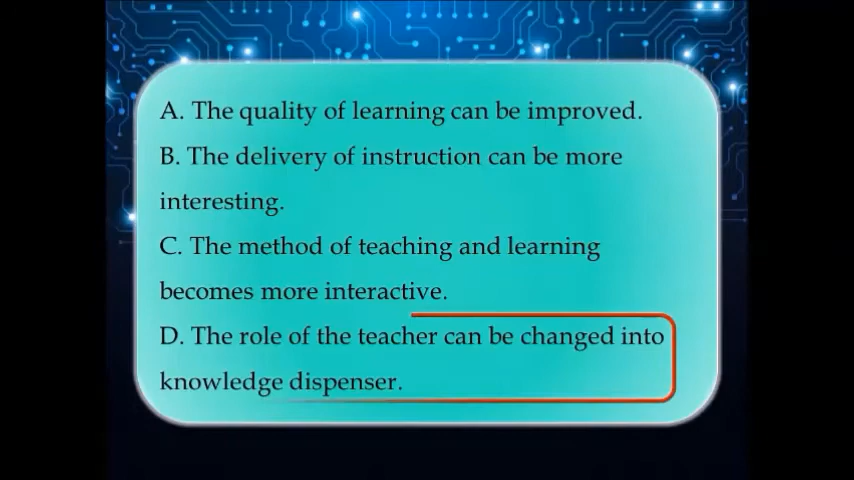 A. The quality of learning can be improved.
B. The delivery of instruction can be more
interesting.
C. The method of teaching and learning
becomes more interactive.
D. The role of the teacher can be changed into
knowledge dispenser.